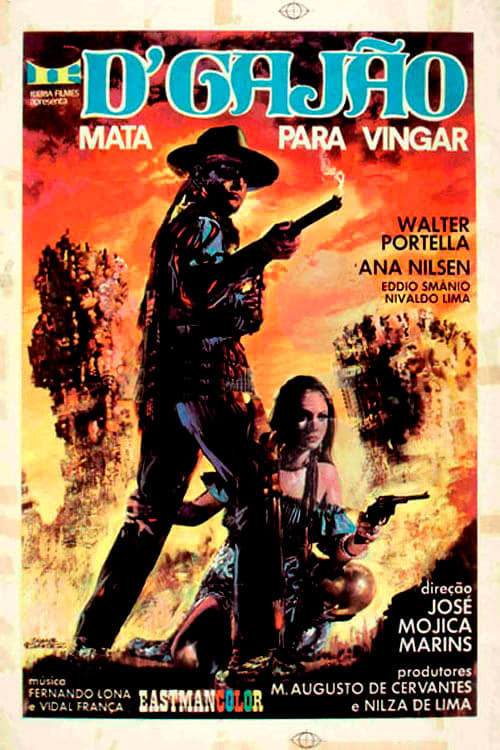 IBERIA FILMES
apresenta
D'GAJÃO
MATA PARA VINGAR
WALTER
PORTELLA
ANA NILSEN
EDDIO SMÂNIO
NIVALDO LIMA
direção
JOSÉ
MOJICA
MARINS
produtores
M. AUGUSTO DE CERVANTES
e NILZA DE LIMA
música
FERNANDO LONA
e VIDAL FRANÇA
EASTMANCOLOR